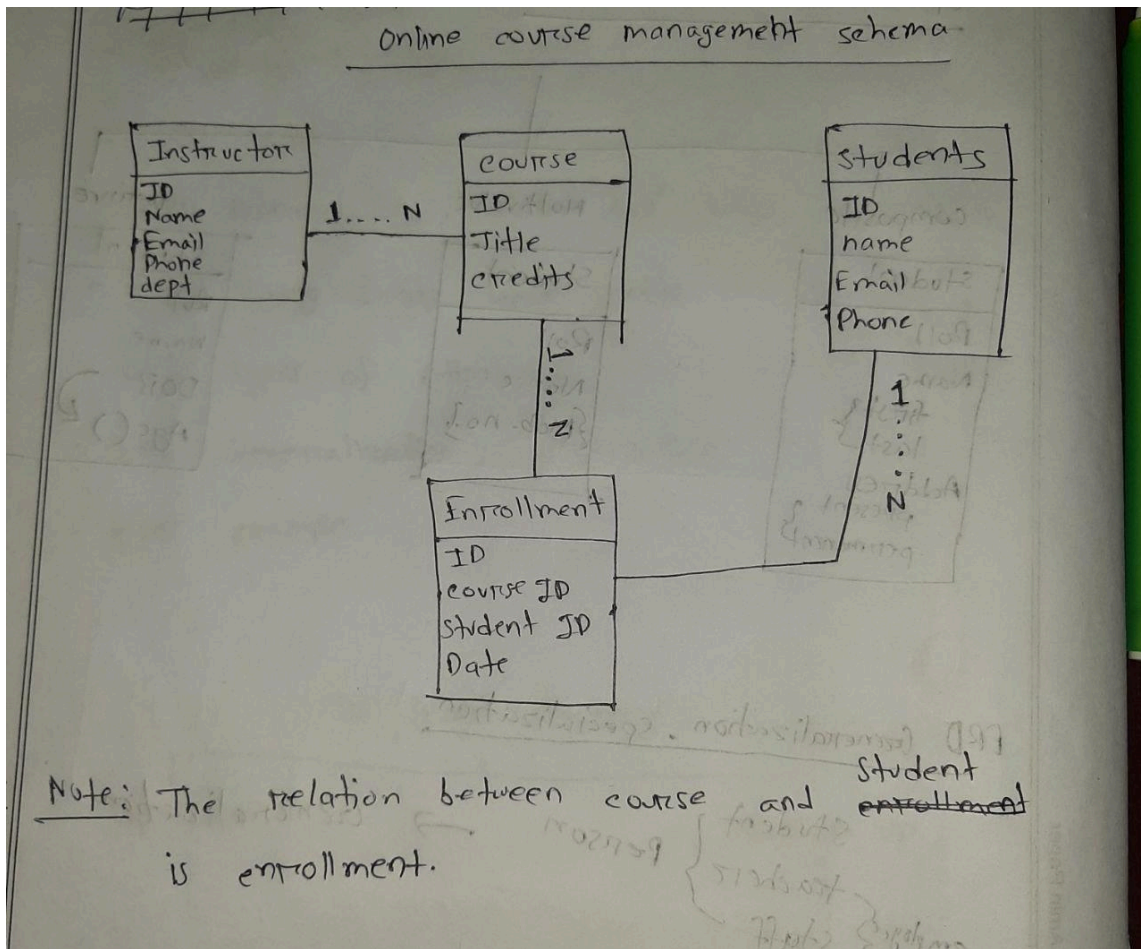 Online course management schema
Instructor
ID
Name
Email
Phone
dept
1.... N
course
ID
Title
credits
Students
ID
name
Email
Phone
1.....N
1.....N
Enrollment
ID
course ID
Student ID
Date
Student
Note: The relation between course and enrollment
is enrollment.